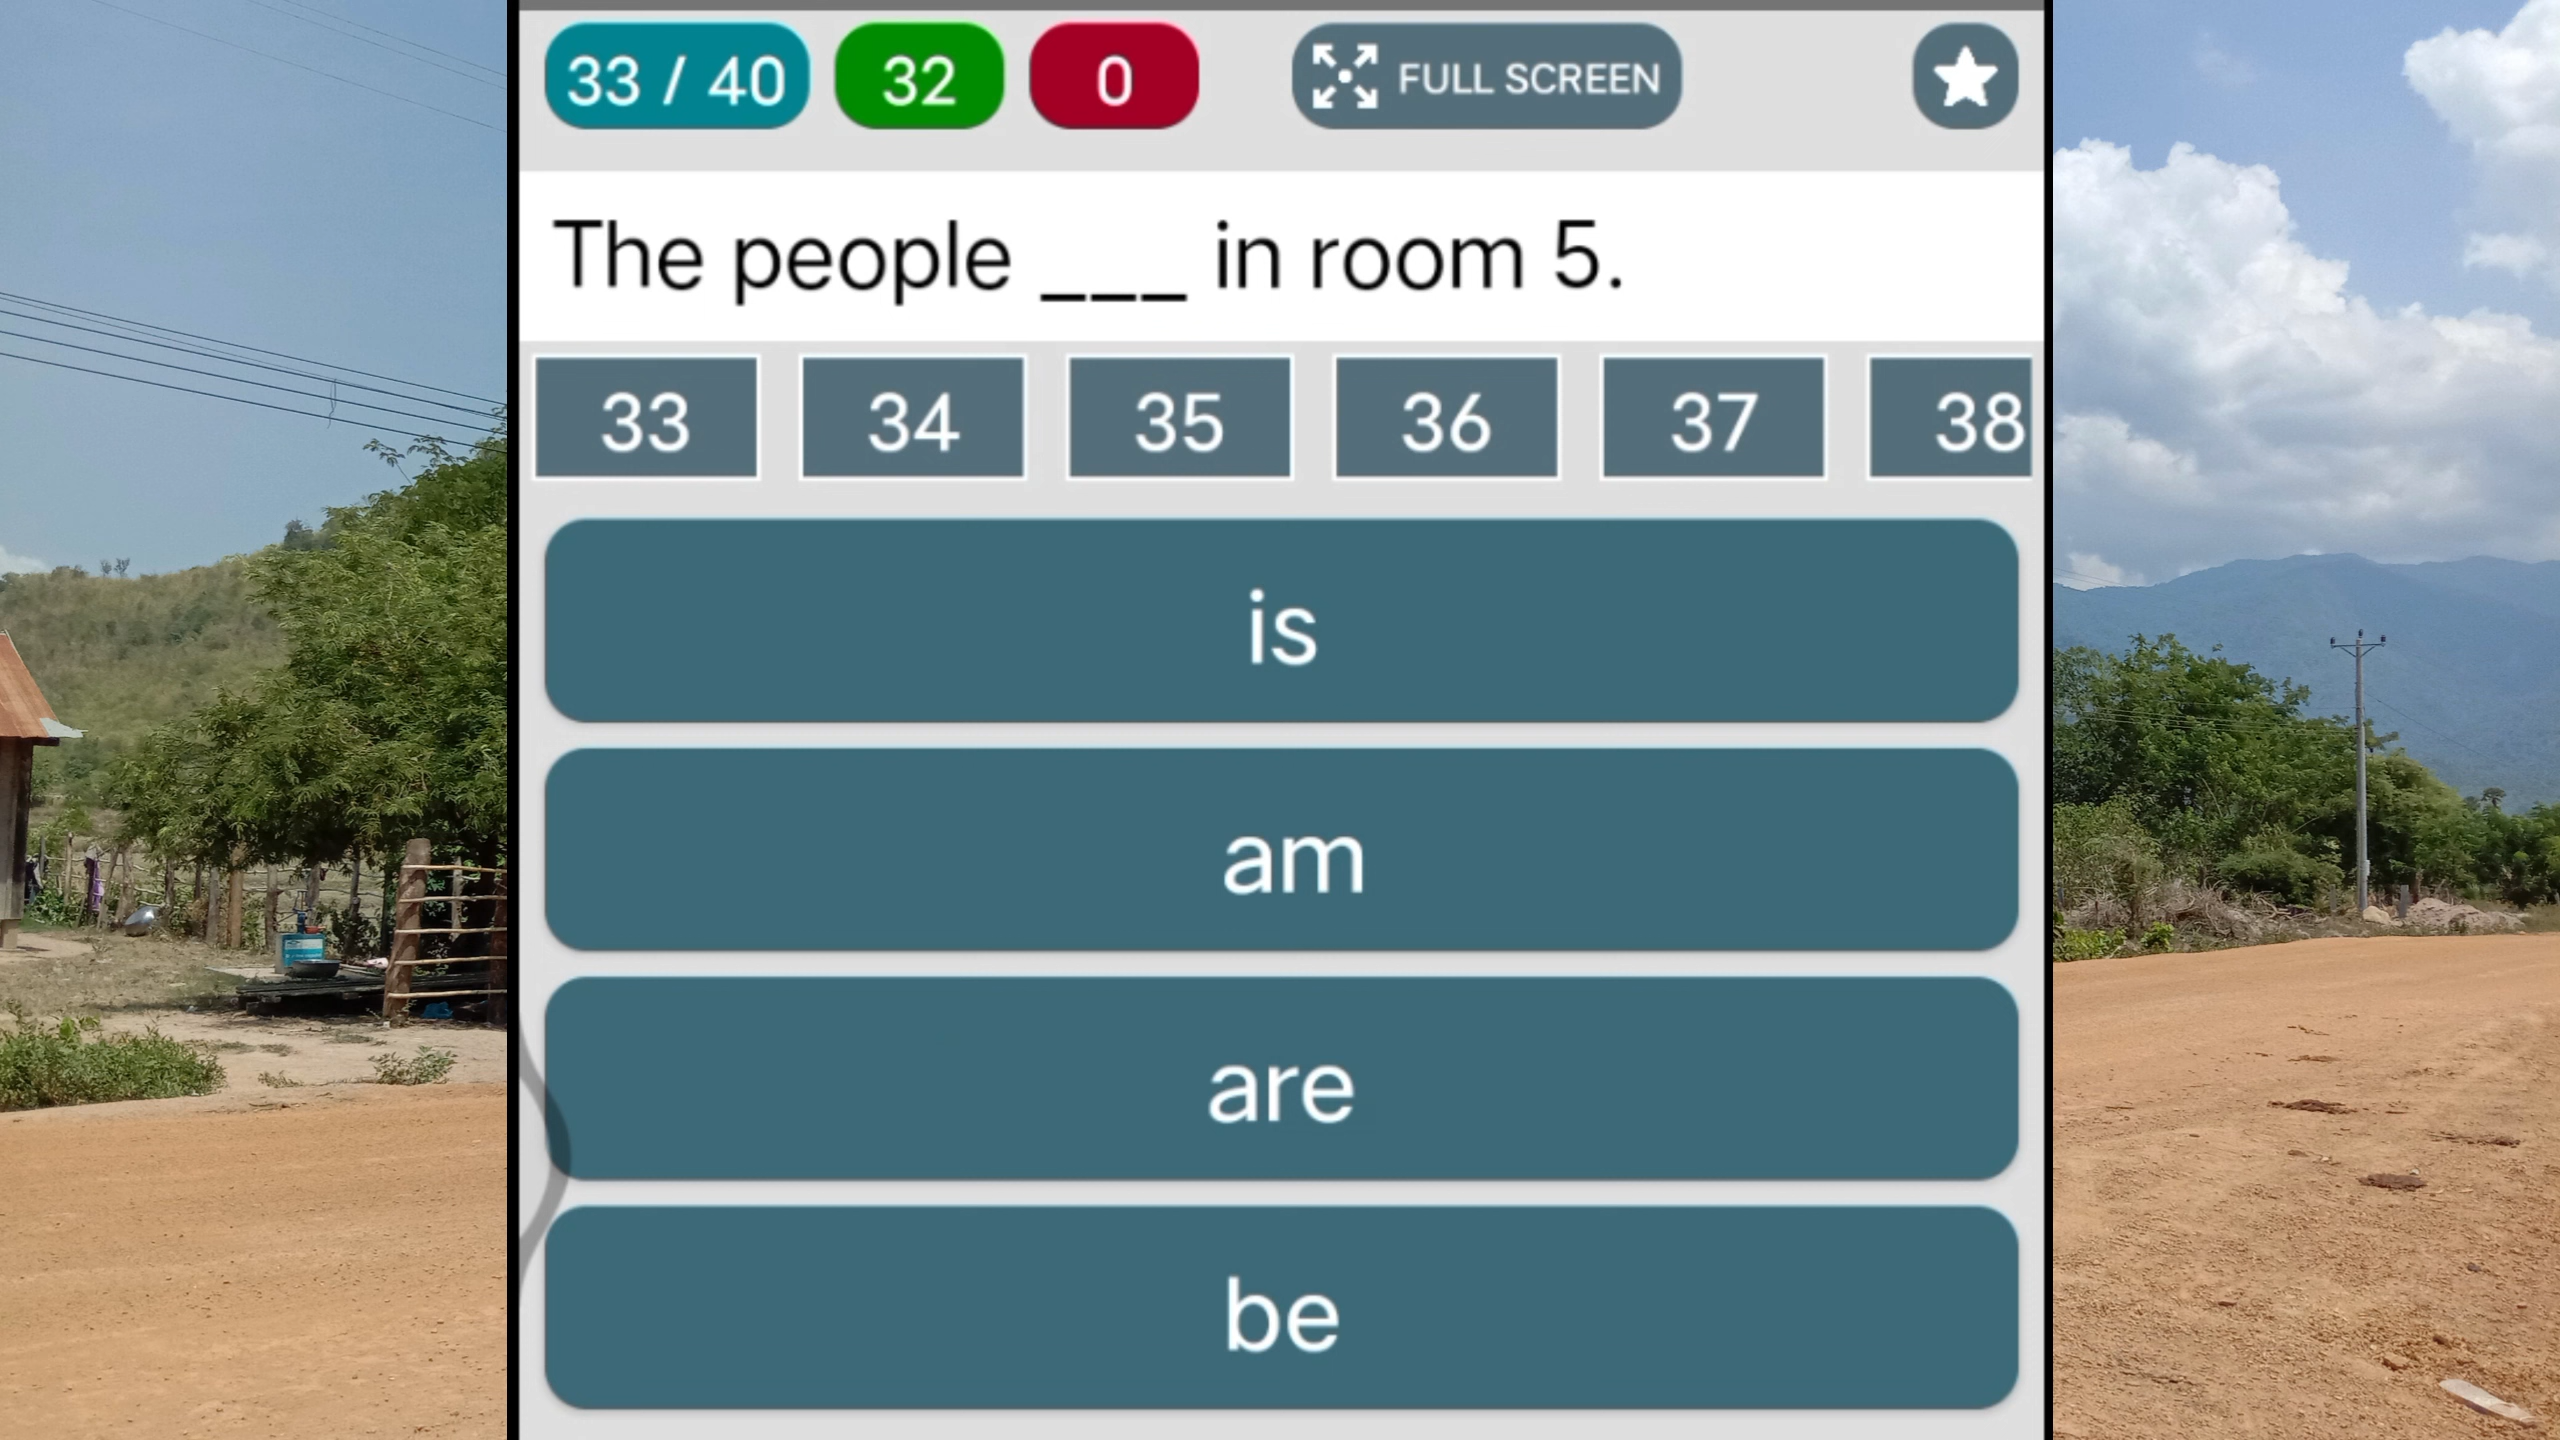 33 / 40 32 0 FULL SCREEN
The people ___ in room 5.
33 34 35 36 37 38
is
am
are
be